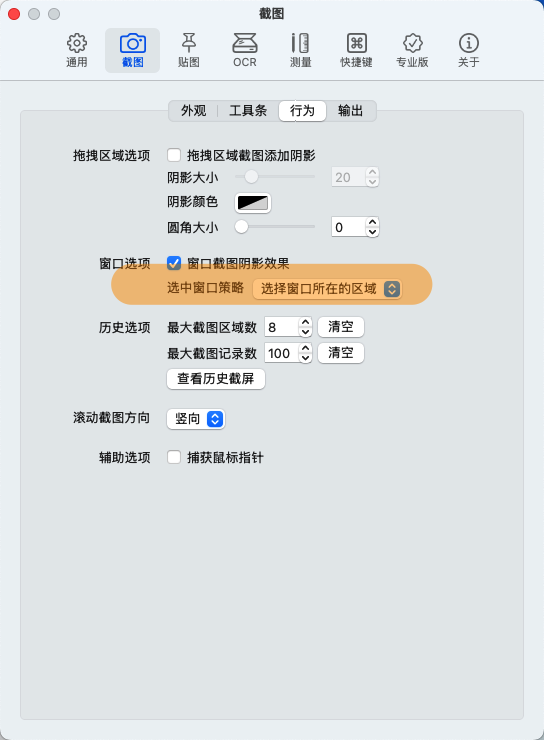 截图
通用 截图 贴图 OCR 测量 快捷键 专业版 关于
外观 工具条 行为 输出
拖拽区域选项 拖拽区域截图添加阴影
阴影大小 20
阴影颜色
圆角大小 0
窗口选项 窗口截图阴影效果
选中窗口策略 选择窗口所在的区域
历史选项 最大截图区域数 8 清空
最大截图记录数 100 清空
查看历史截屏
滚动截图方向 竖向
辅助选项 捕获鼠标指针